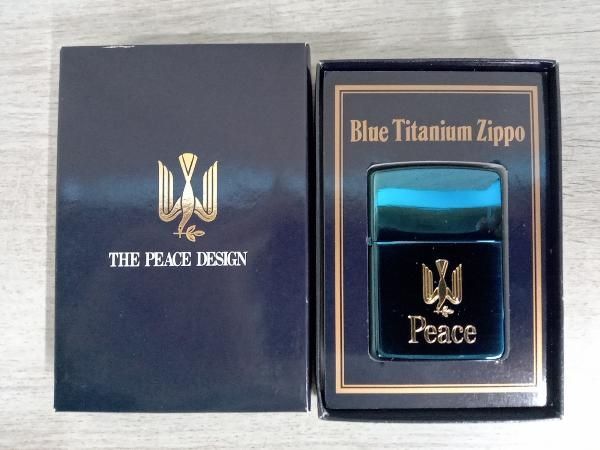 THE PEACE DESIGN
Blue Titanium Zippo
Peace